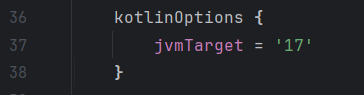 36 kotlinOptions {
37 jvmTarget = '17'
38 }